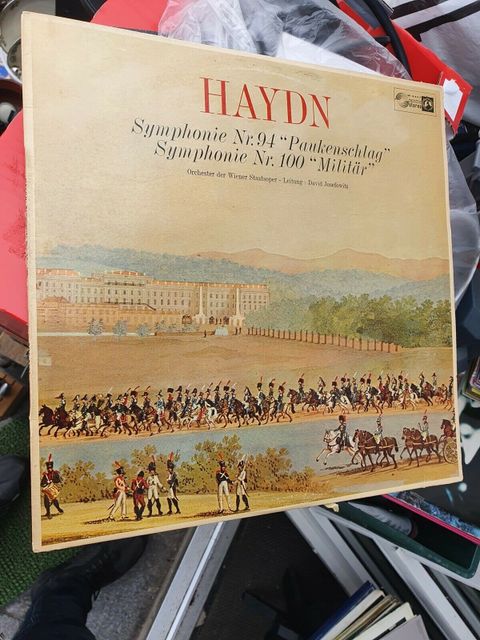 HAYDN
Symphonie Nr. 94 "Paukenschlag"
Symphonie Nr. 100 "Militär"
Orchester der Wiener Staatsoper - Leitung : David Josefowitz